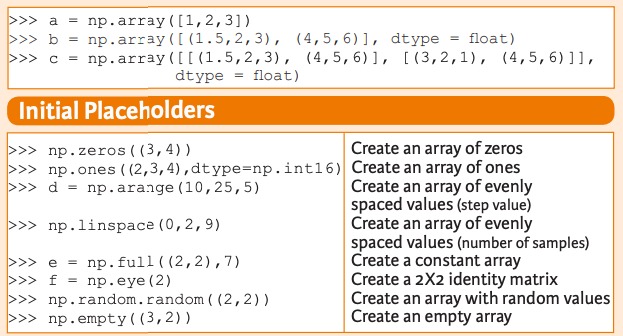 >>> a = np.array([1,2,3])
>>> b = np.array([(1.5,2,3), (4,5,6)], dtype = float)
>>> c = np.array([[(1.5,2,3), (4,5,6)], [(3,2,1), (4,5,6)]],
dtype = float)
Initial Placeholders
>>> np.zeros((3,4)) Create an array of zeros
>>> np.ones((2,3,4),dtype=np.int16) Create an array of ones
>>> d = np.arange(10,25,5) Create an array of evenly
spaced values (step value)
>>> np.linspace(0,2,9) Create an array of evenly
spaced values (number of samples)
>>> e = np.full((2,2),7) Create a constant array
>>> f = np.eye(2) Create a 2X2 identity matrix
>>> np.random.random((2,2)) Create an array with random values
>>> np.empty((3,2)) Create an empty array